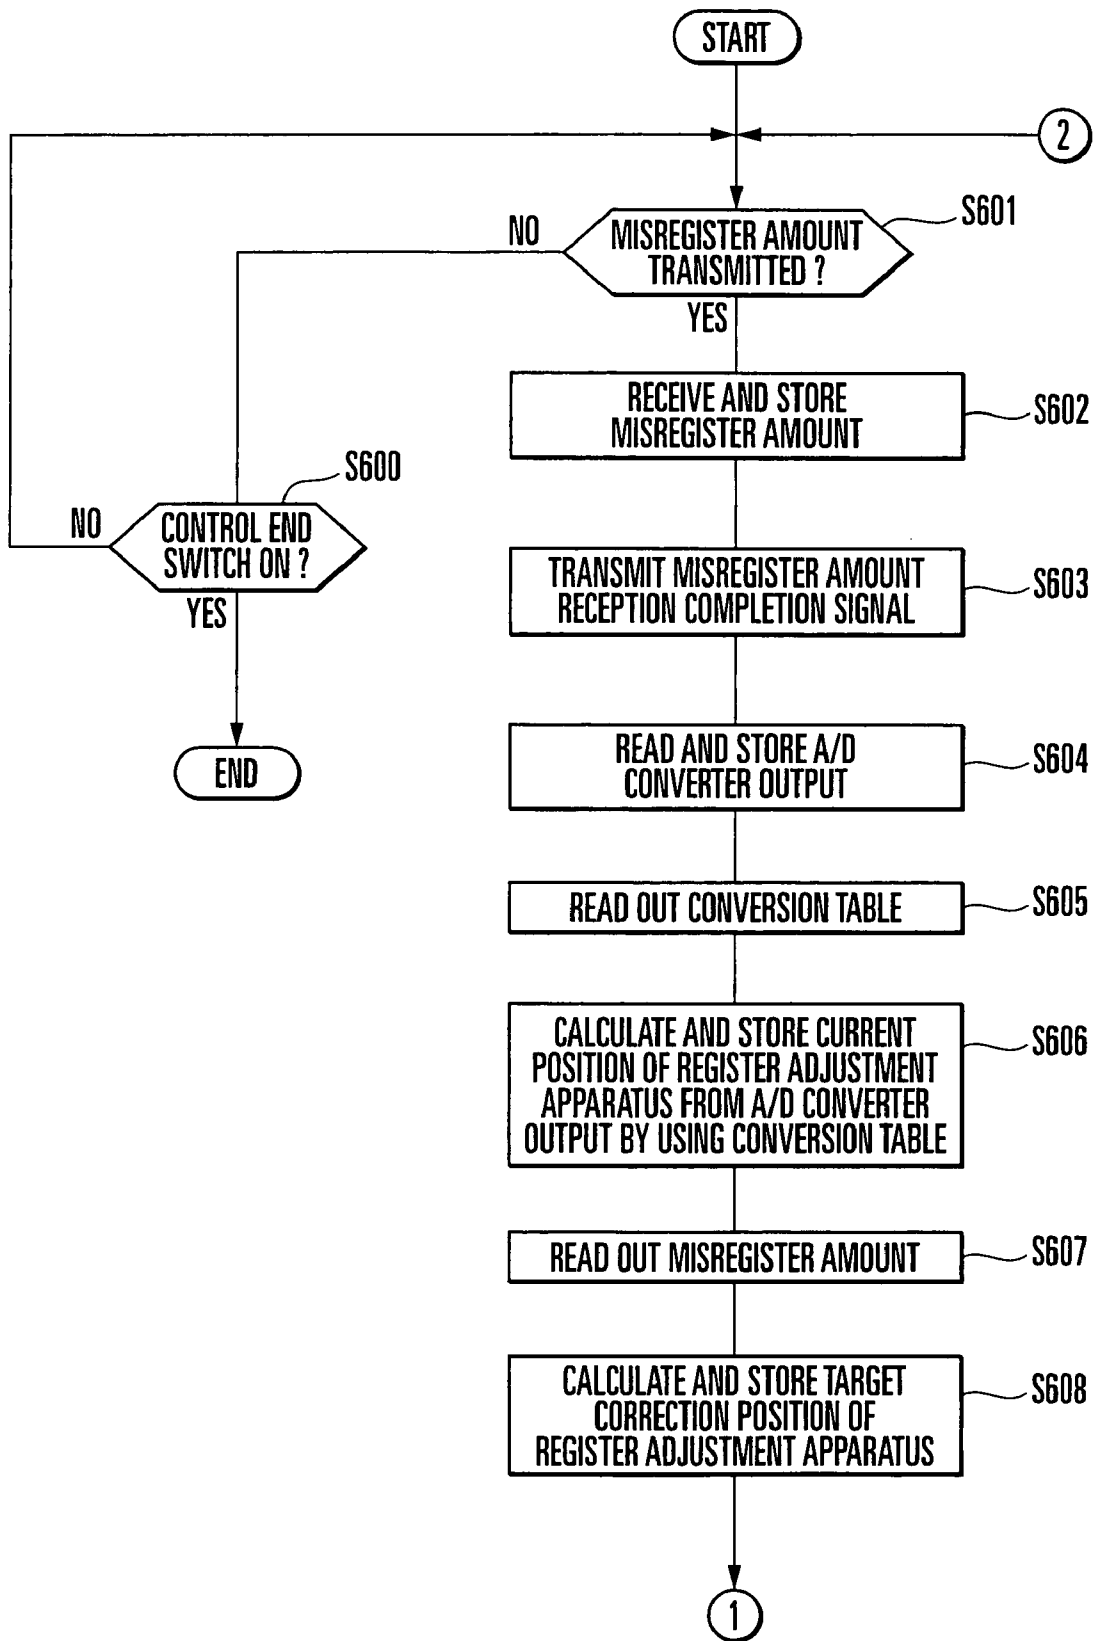 START
2
S601
NO
MISREGISTER AMOUNT
TRANSMITTED ?
YES
RECEIVE AND STORE
MISREGISTER AMOUNT
S602
S600
NO
CONTROL END
SWITCH ON ?
YES
END
TRANSMIT MISREGISTER AMOUNT
RECEPTION COMPLETION SIGNAL
S603
READ AND STORE A/D
CONVERTER OUTPUT
S604
READ OUT CONVERSION TABLE
S605
CALCULATE AND STORE CURRENT
POSITION OF REGISTER ADJUSTMENT
APPARATUS FROM A/D CONVERTER
OUTPUT BY USING CONVERSION TABLE
S606
READ OUT MISREGISTER AMOUNT
S607
CALCULATE AND STORE TARGET
CORRECTION POSITION OF
REGISTER ADJUSTMENT APPARATUS
S608
1